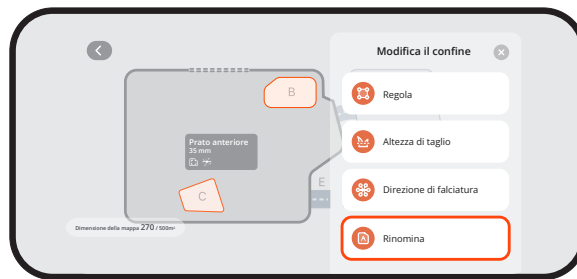 Modifica il confine
B
Regola
Prato anteriore
35 mm
Altezza di taglio
E
Direzione di falciatura
C
Dimensione della mappa 270 / 500m²
A
Rinomina